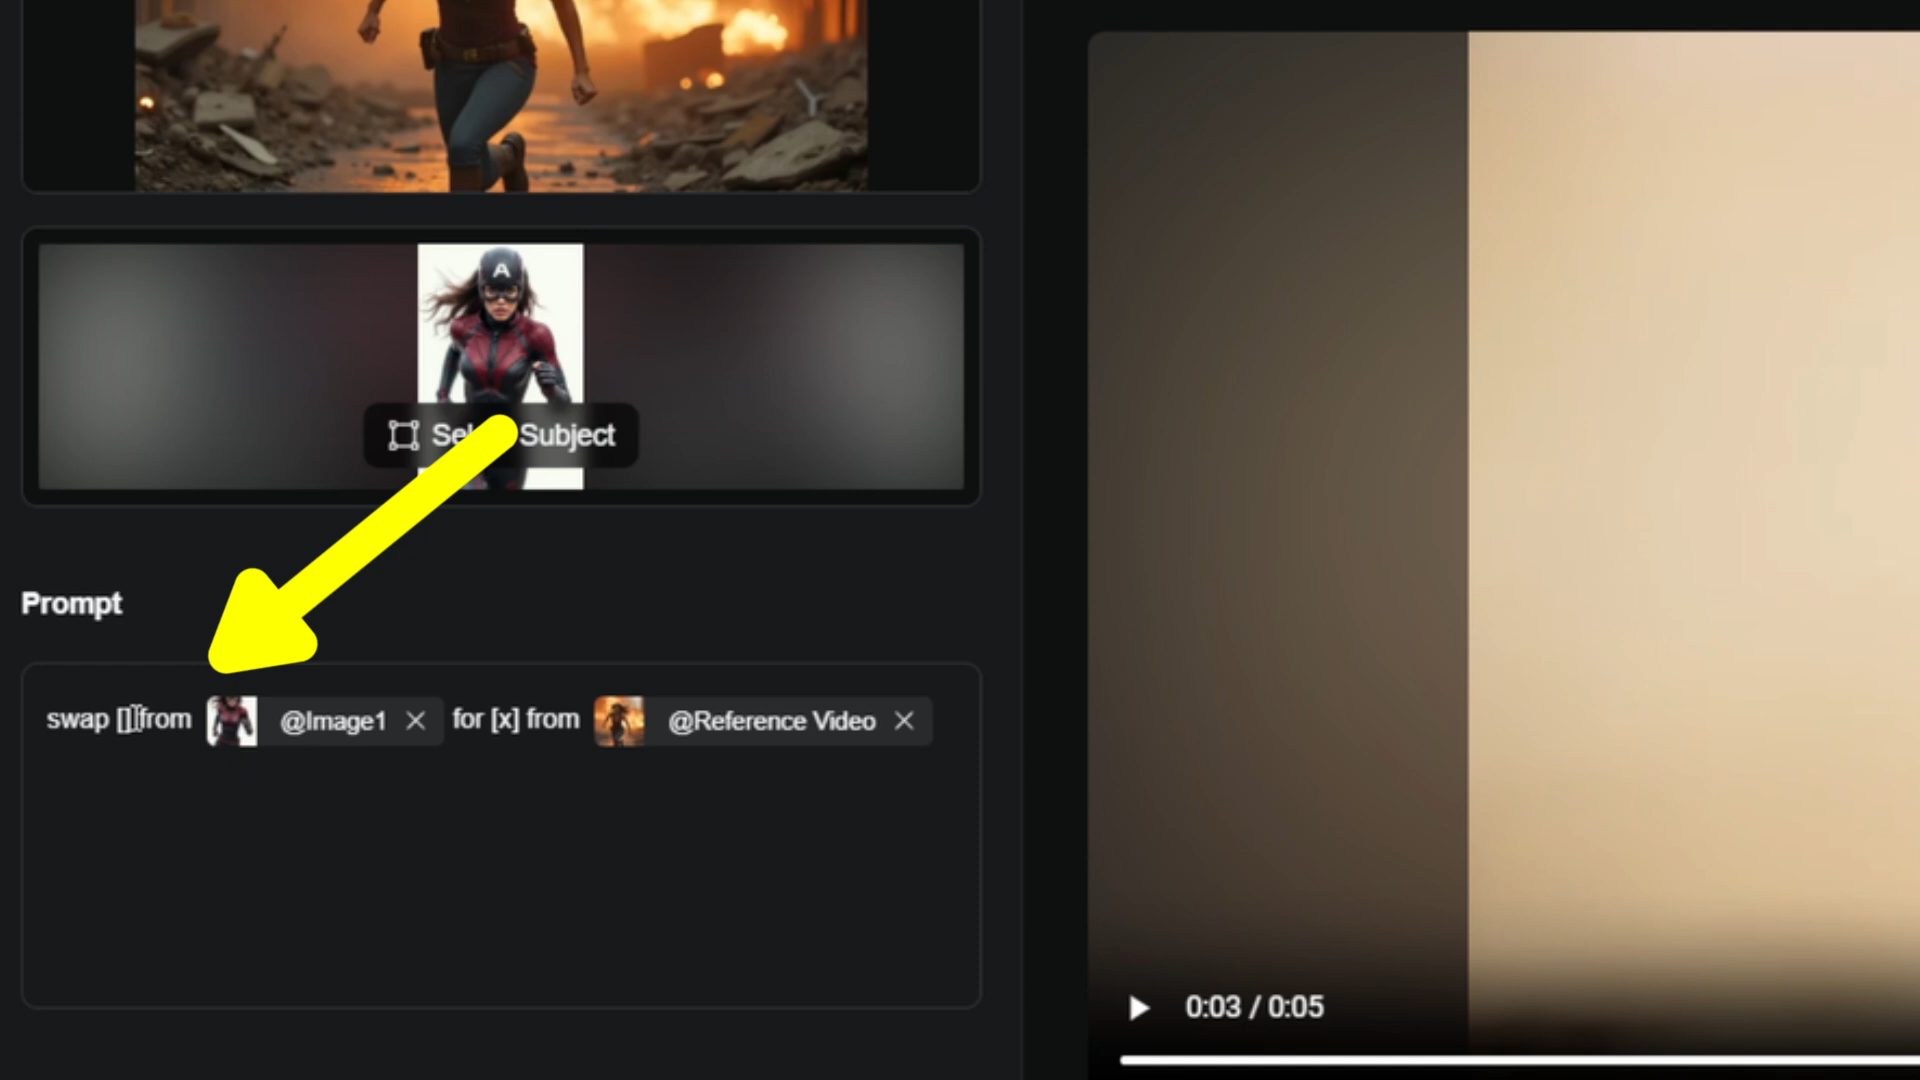 A
Subject
Prompt
swap [] from @Image1 for [x] from @Reference Video
0:03 / 0:05